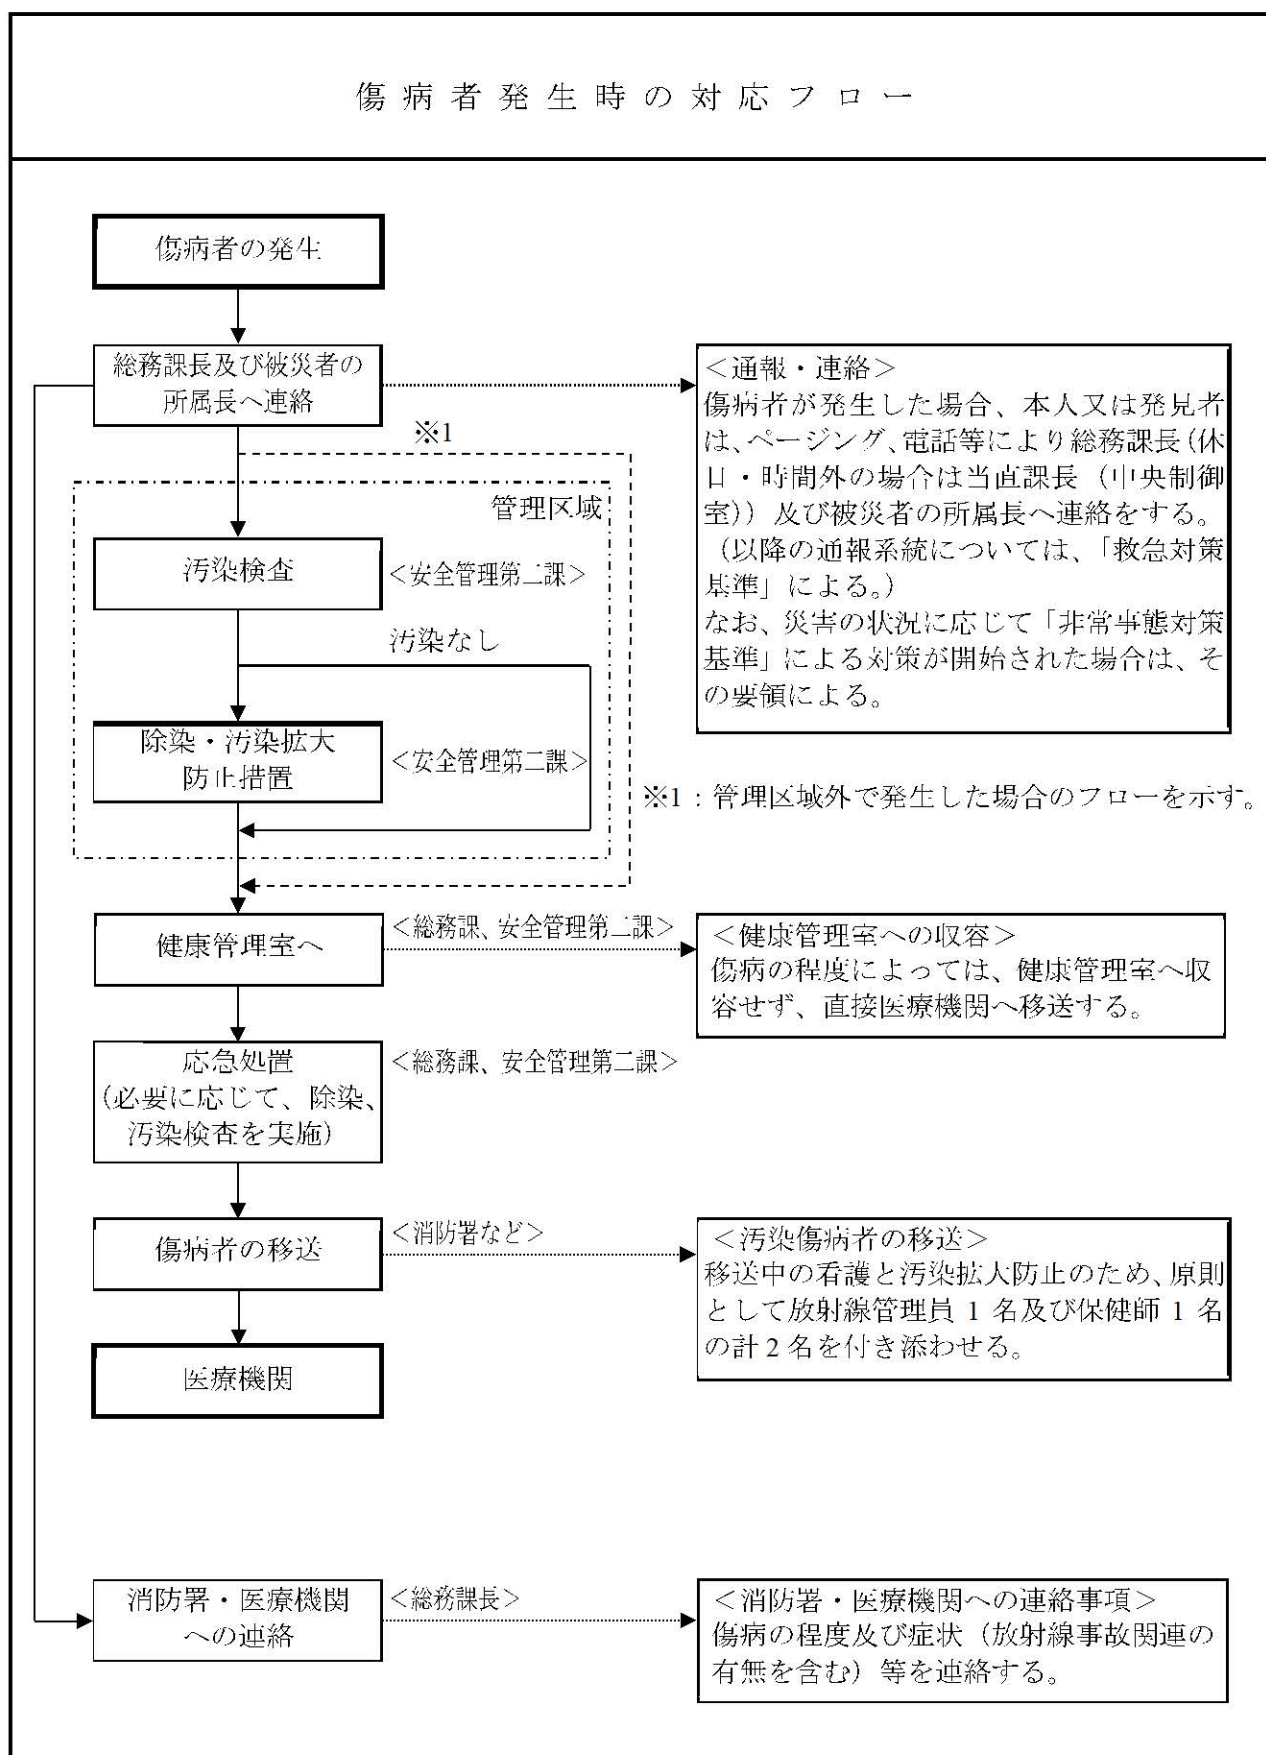 傷病者発生時の対応フロー
傷病者の発生
総務課長及び被災者の
所属長へ連絡
<通報・連絡>
傷病者が発生した場合、本人又は発見者
は、ページング、電話等により総務課長(休
日・時間外の場合は当直課長(中央制御
室))及び被災者の所属長へ連絡をする。
(以降の通報系統については、「救急対策
基準」による。)
なお、災害の状況に応じて「非常事態対策
基準」による対策が開始された場合は、そ
の要領による。
※1
管理区域
汚染検査
<安全管理第二課>
汚染なし
除染・汚染拡大
防止措置
<安全管理第二課>
※1:管理区域外で発生した場合のフローを示す。
健康管理室へ
<総務課、安全管理第二課>
<健康管理室への収容>
傷病の程度によっては、健康管理室へ収
容せず、直接医療機関へ移送する。
応急処置
(必要に応じて、除染、
汚染検査を実施)
<総務課、安全管理第二課>
傷病者の移送
<消防署など>
<汚染傷病者の移送>
移送中の看護と汚染拡大防止のため、原則
として放射線管理員1名及び保健師1名
の計2名を付き添わせる。
医療機関
消防署・医療機関
への連絡
<総務課長>
<消防署・医療機関への連絡事項>
傷病の程度及び症状(放射線事故関連の
有無を含む)等を連絡する。